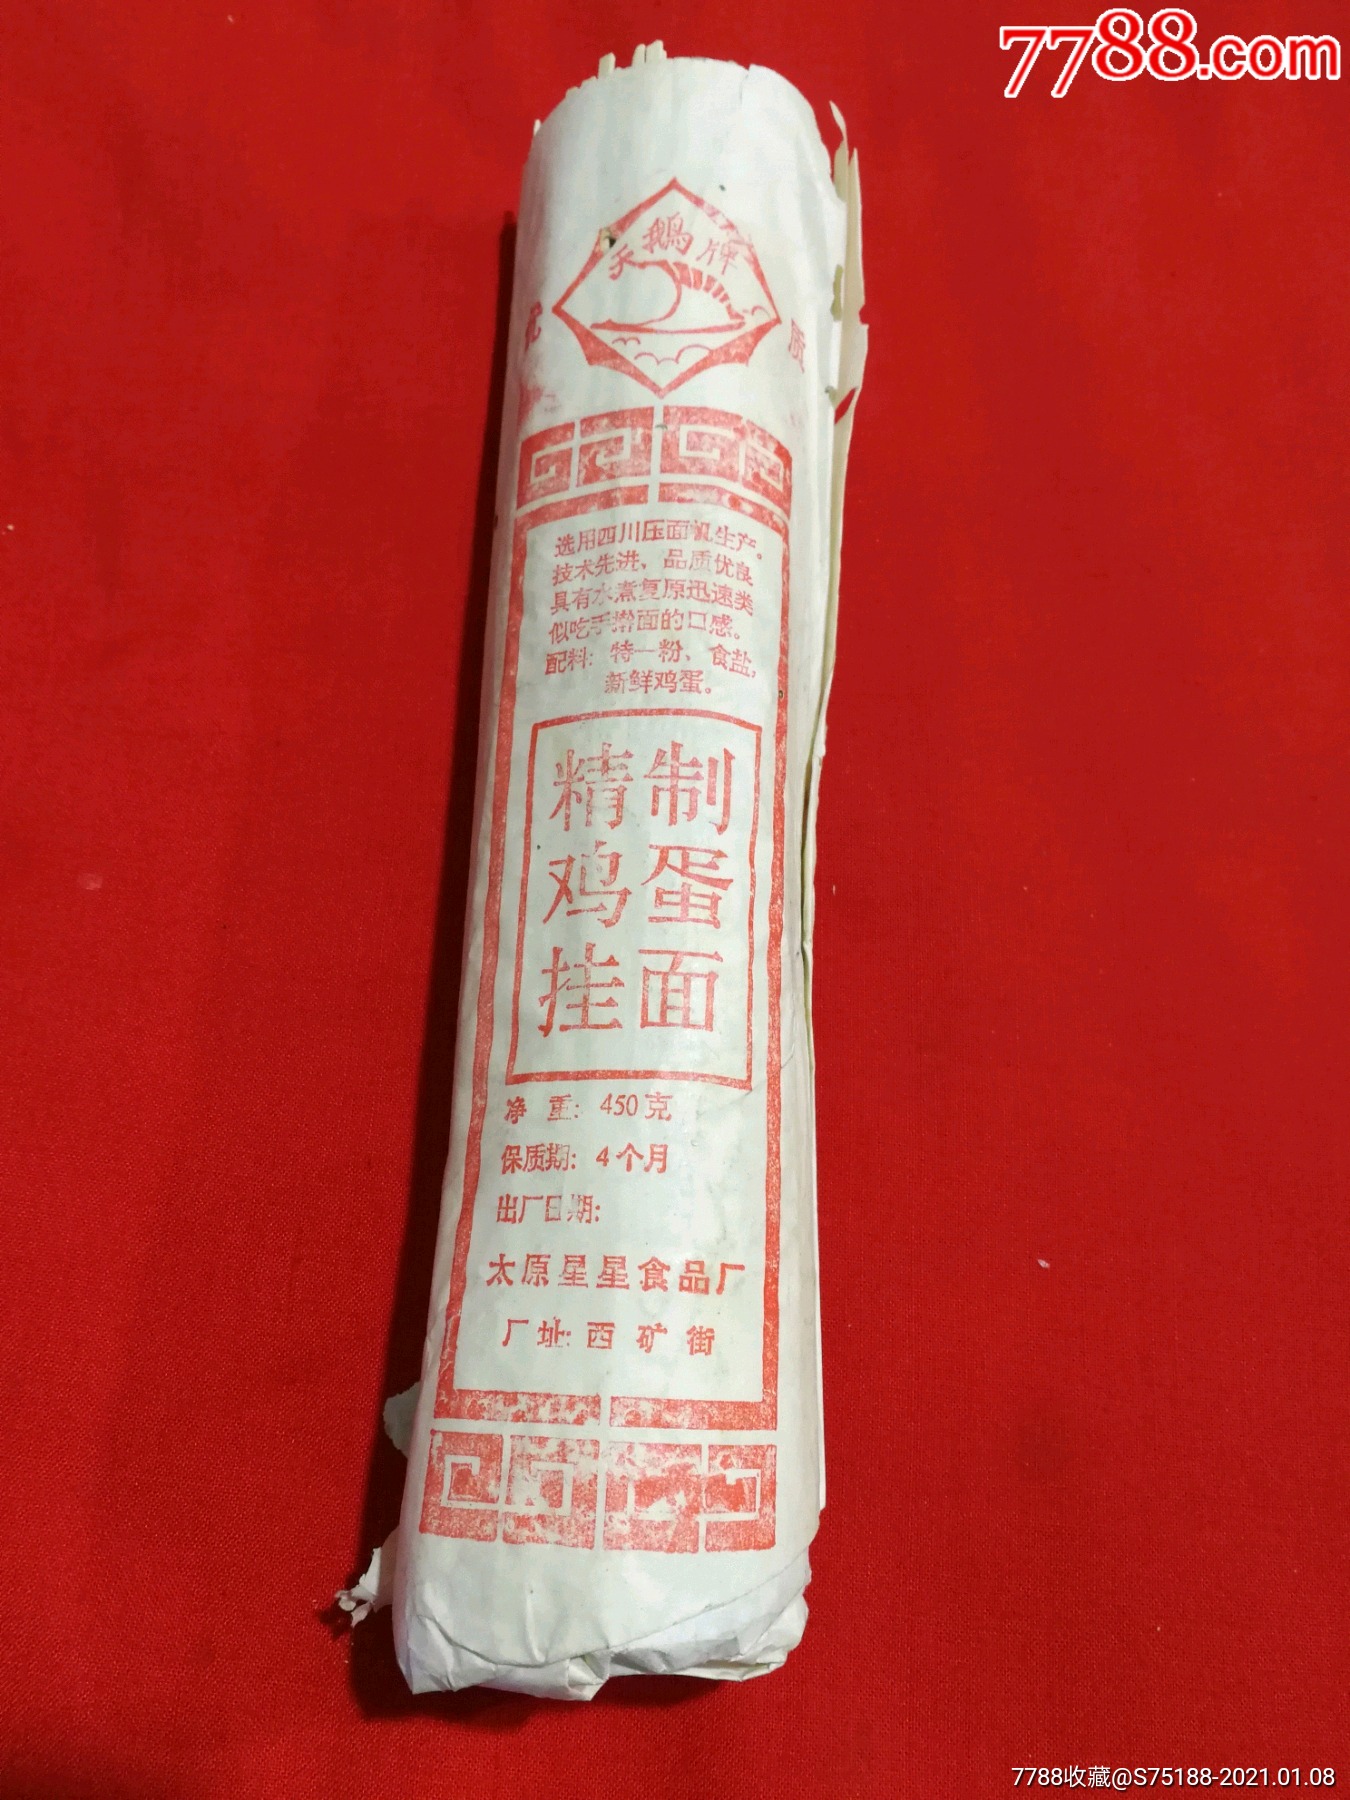 7788.com
天鹅牌
优 质
选用四川压面机生产。
技术先进、品质优良
具有水煮复原迅速类
似吃手擀面的口感。
配料：特一粉、食盐,
新鲜鸡蛋。
精制
鸡蛋
挂面
净 重：450克
保质期：4个月
出厂日期：
太原星星食品厂
厂址：西矿街
7788收藏@S75188-2021.01.08